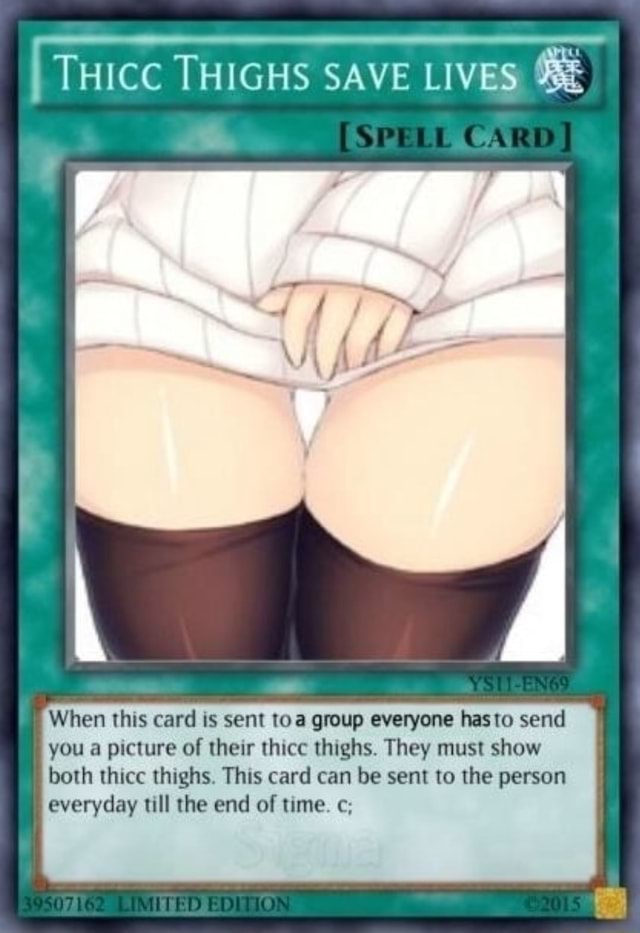 THICC THIGHS SAVE LIVES 魔
[SPELL CARD]
YS11-EN69
When this card is sent to a group everyone has to send
you a picture of their thicc thighs. They must show
both thicc thighs. This card can be sent to the person
everyday till the end of time. c;
Sigma
39507162 LIMITED EDITION ©2015